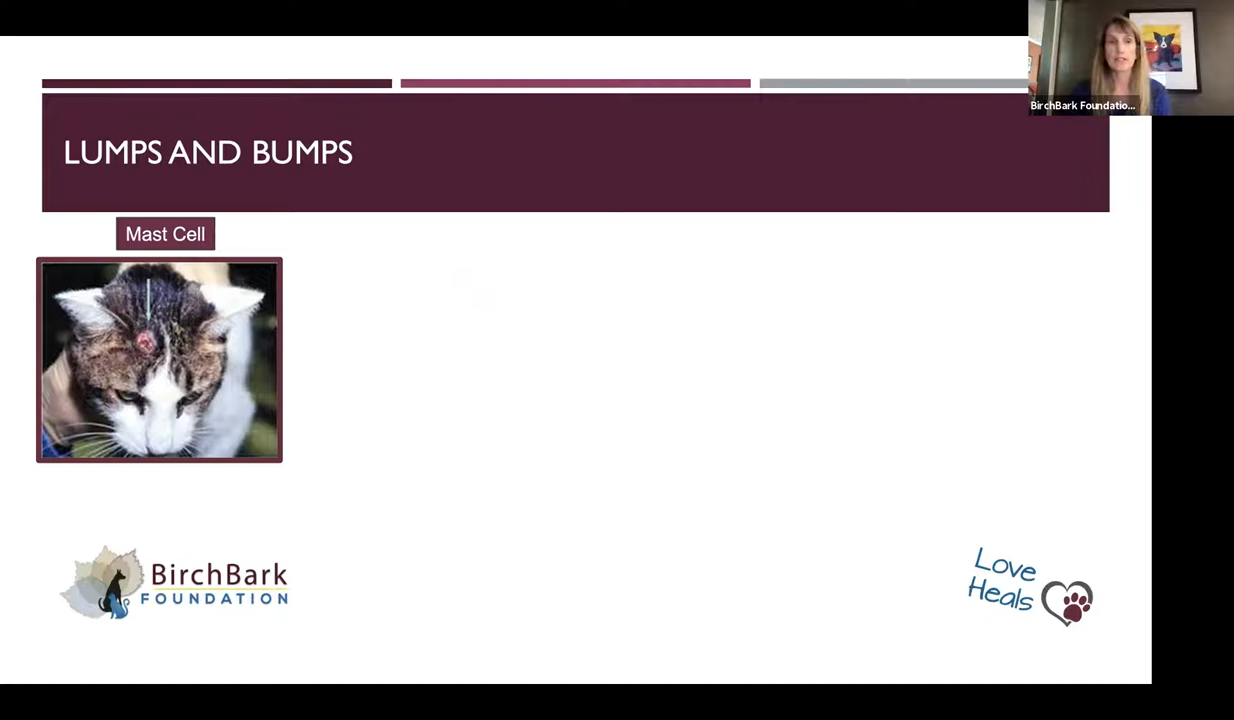 BirchBark Foundatio...
LUMPS AND BUMPS
Mast Cell
BirchBark
FOUNDATION
Love
Heals